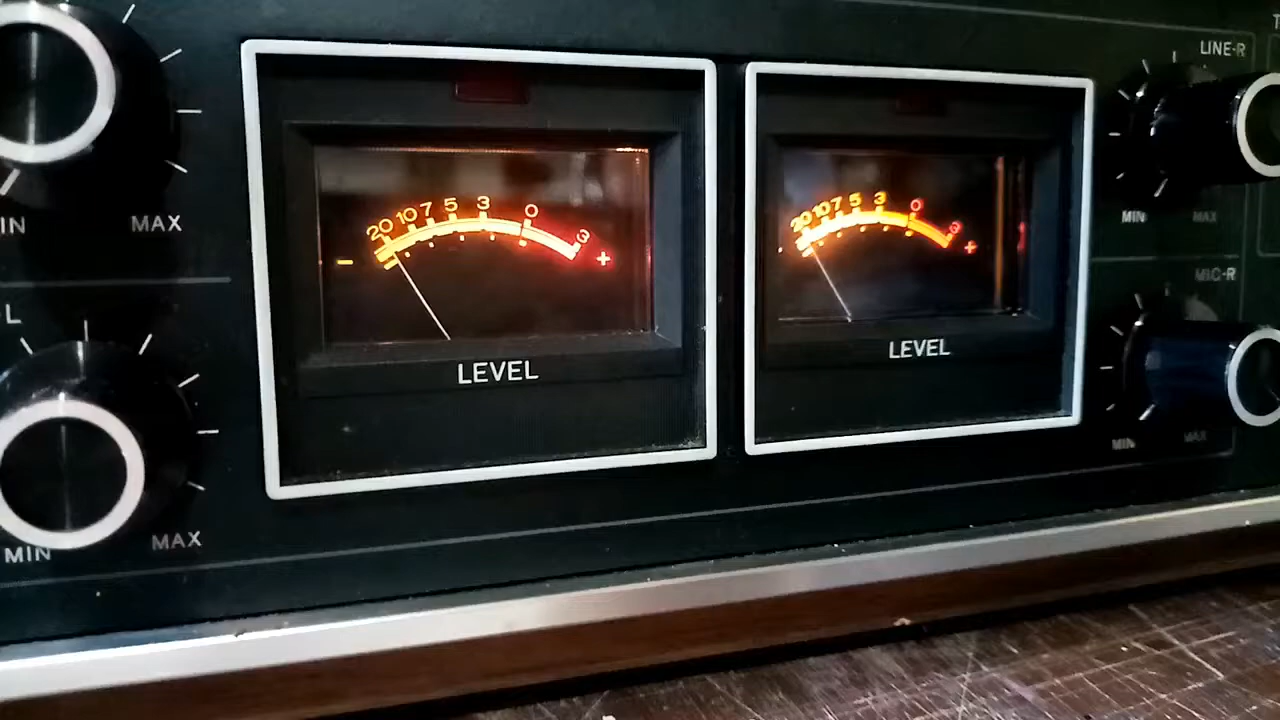 LINE-R
20 10 7 5 3 0 3
- +
20 10 7 5 3 0 3
- +
MAX
MIN MAX
MIC-R
LEVEL
LEVEL
MIN MAX
MIN MAX